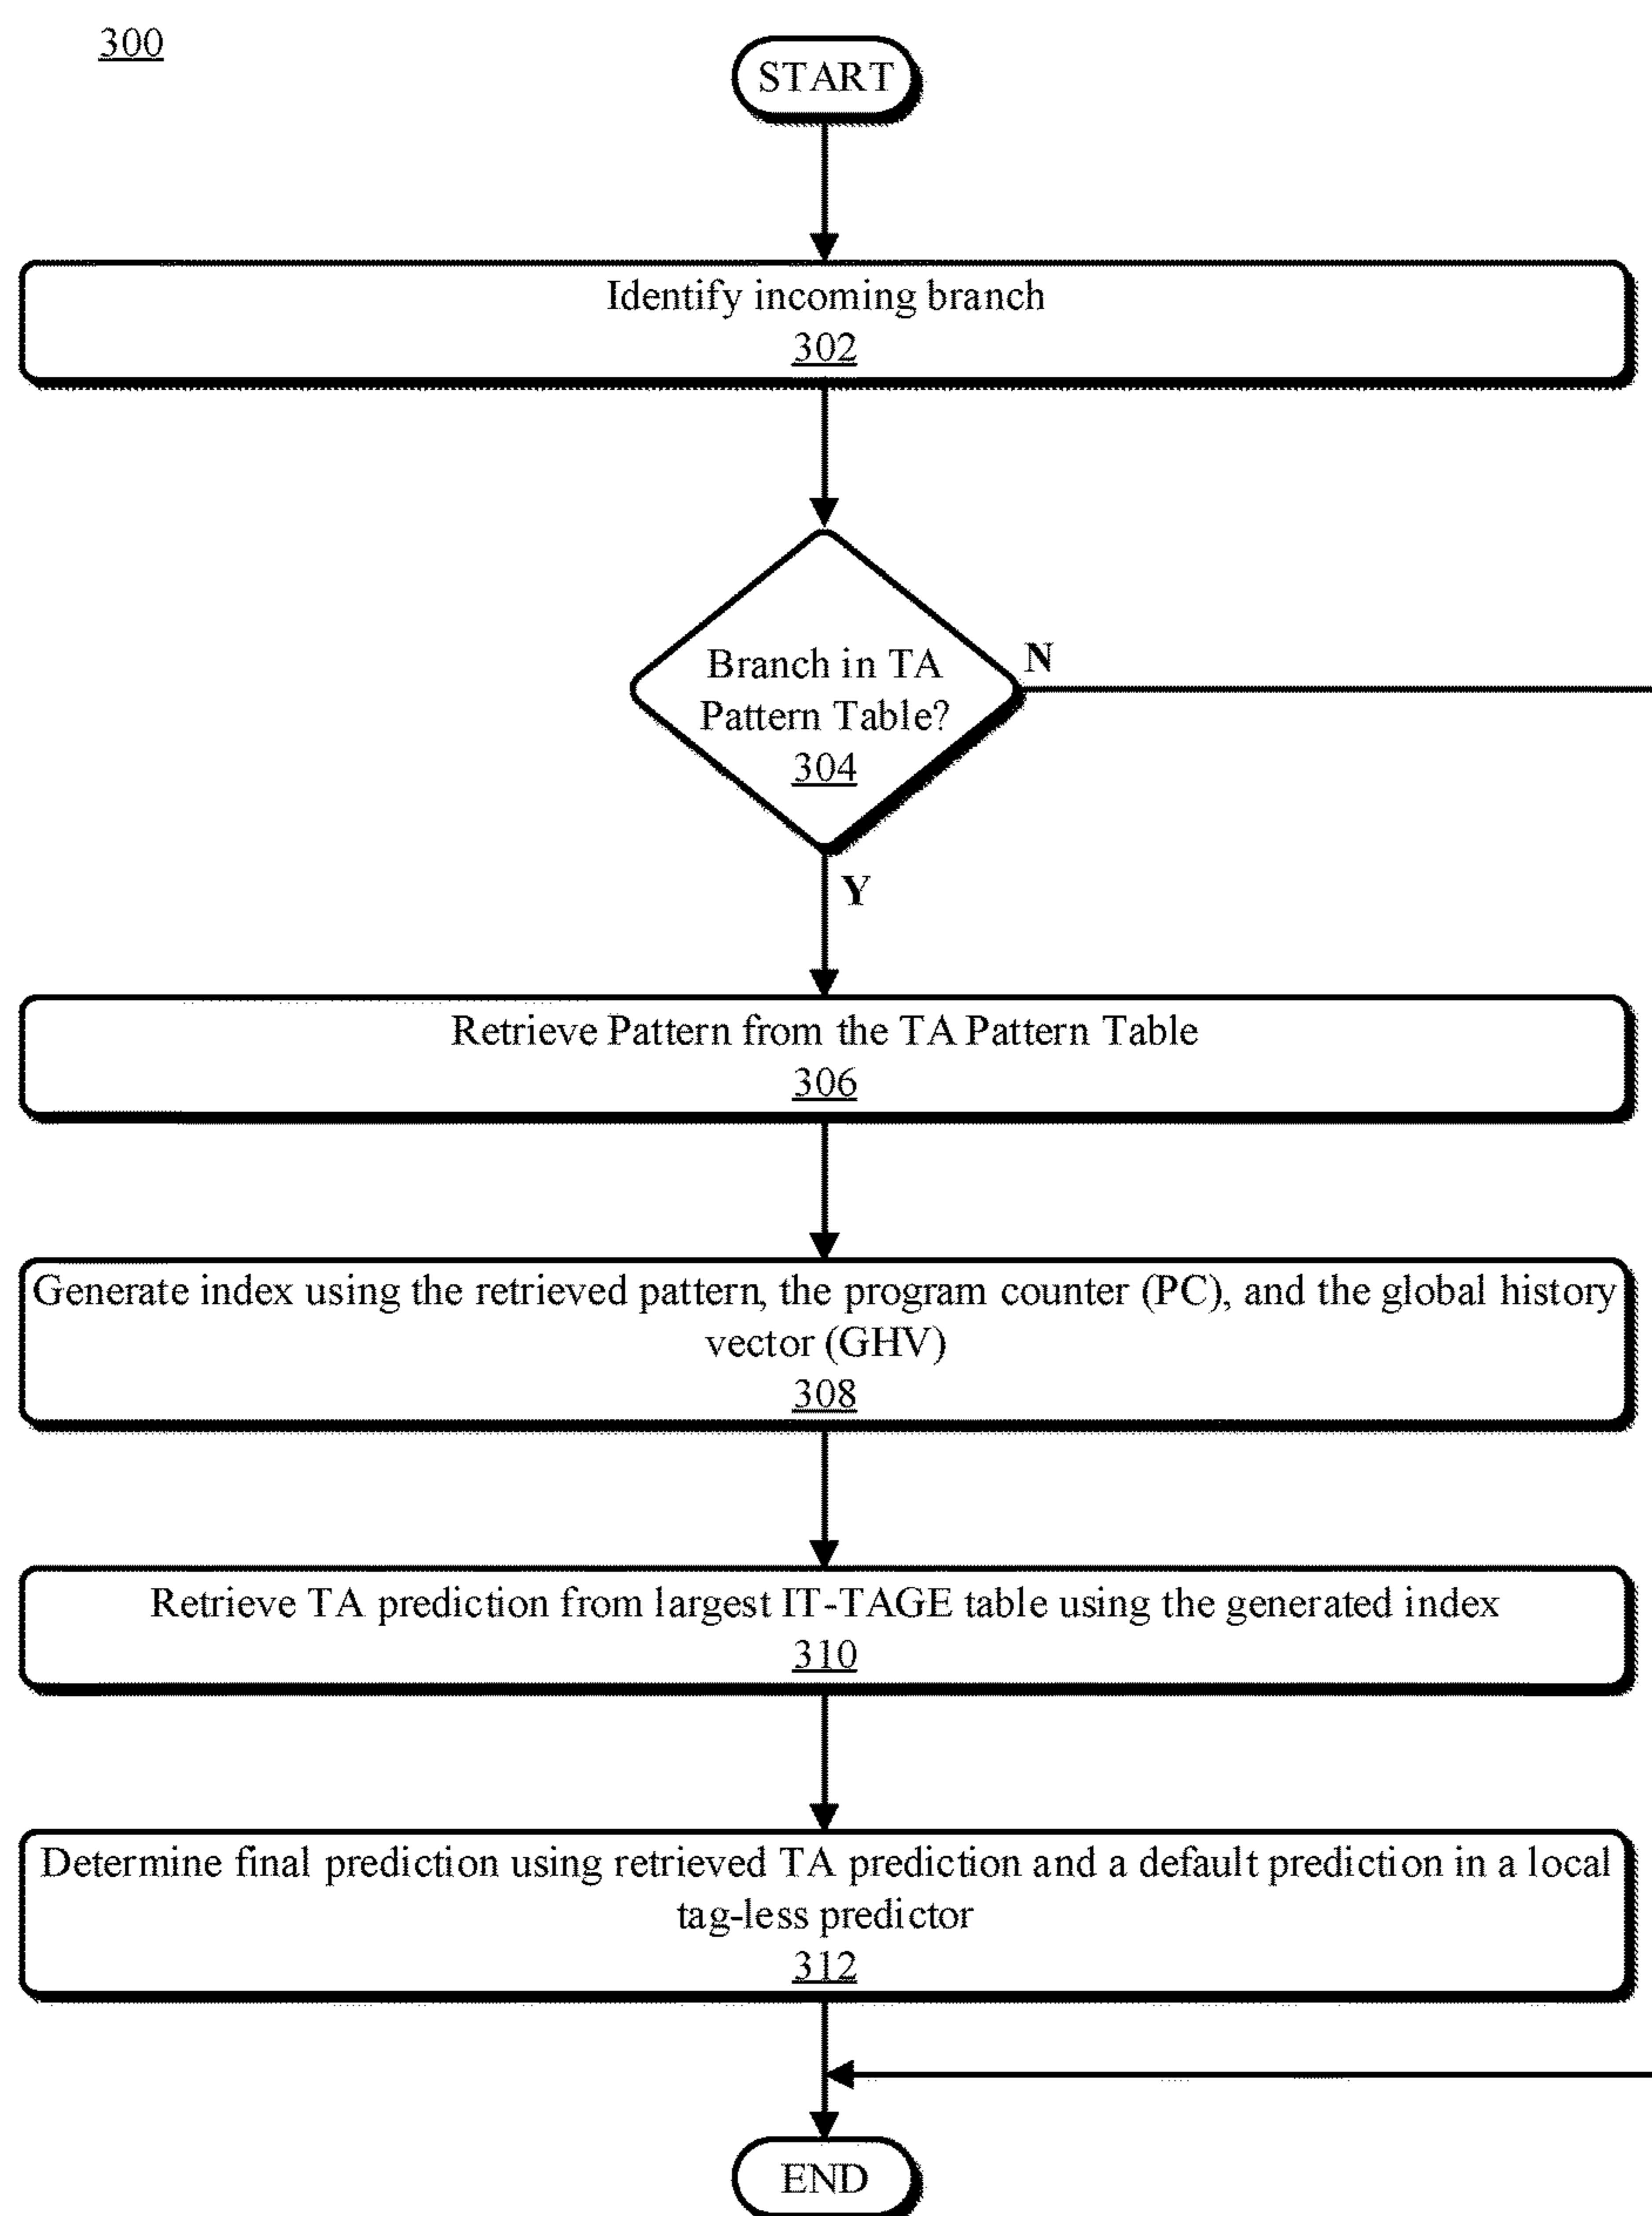 300
START
Identify incoming branch
302
Branch in TA
Pattern Table?
304
N
Y
Retrieve Pattern from the TA Pattern Table
306
Generate index using the retrieved pattern, the program counter (PC), and the global history
vector (GHV)
308
Retrieve TA prediction from largest IT-TAGE table using the generated index
310
Determine final prediction using retrieved TA prediction and a default prediction in a local
tag-less predictor
312
END